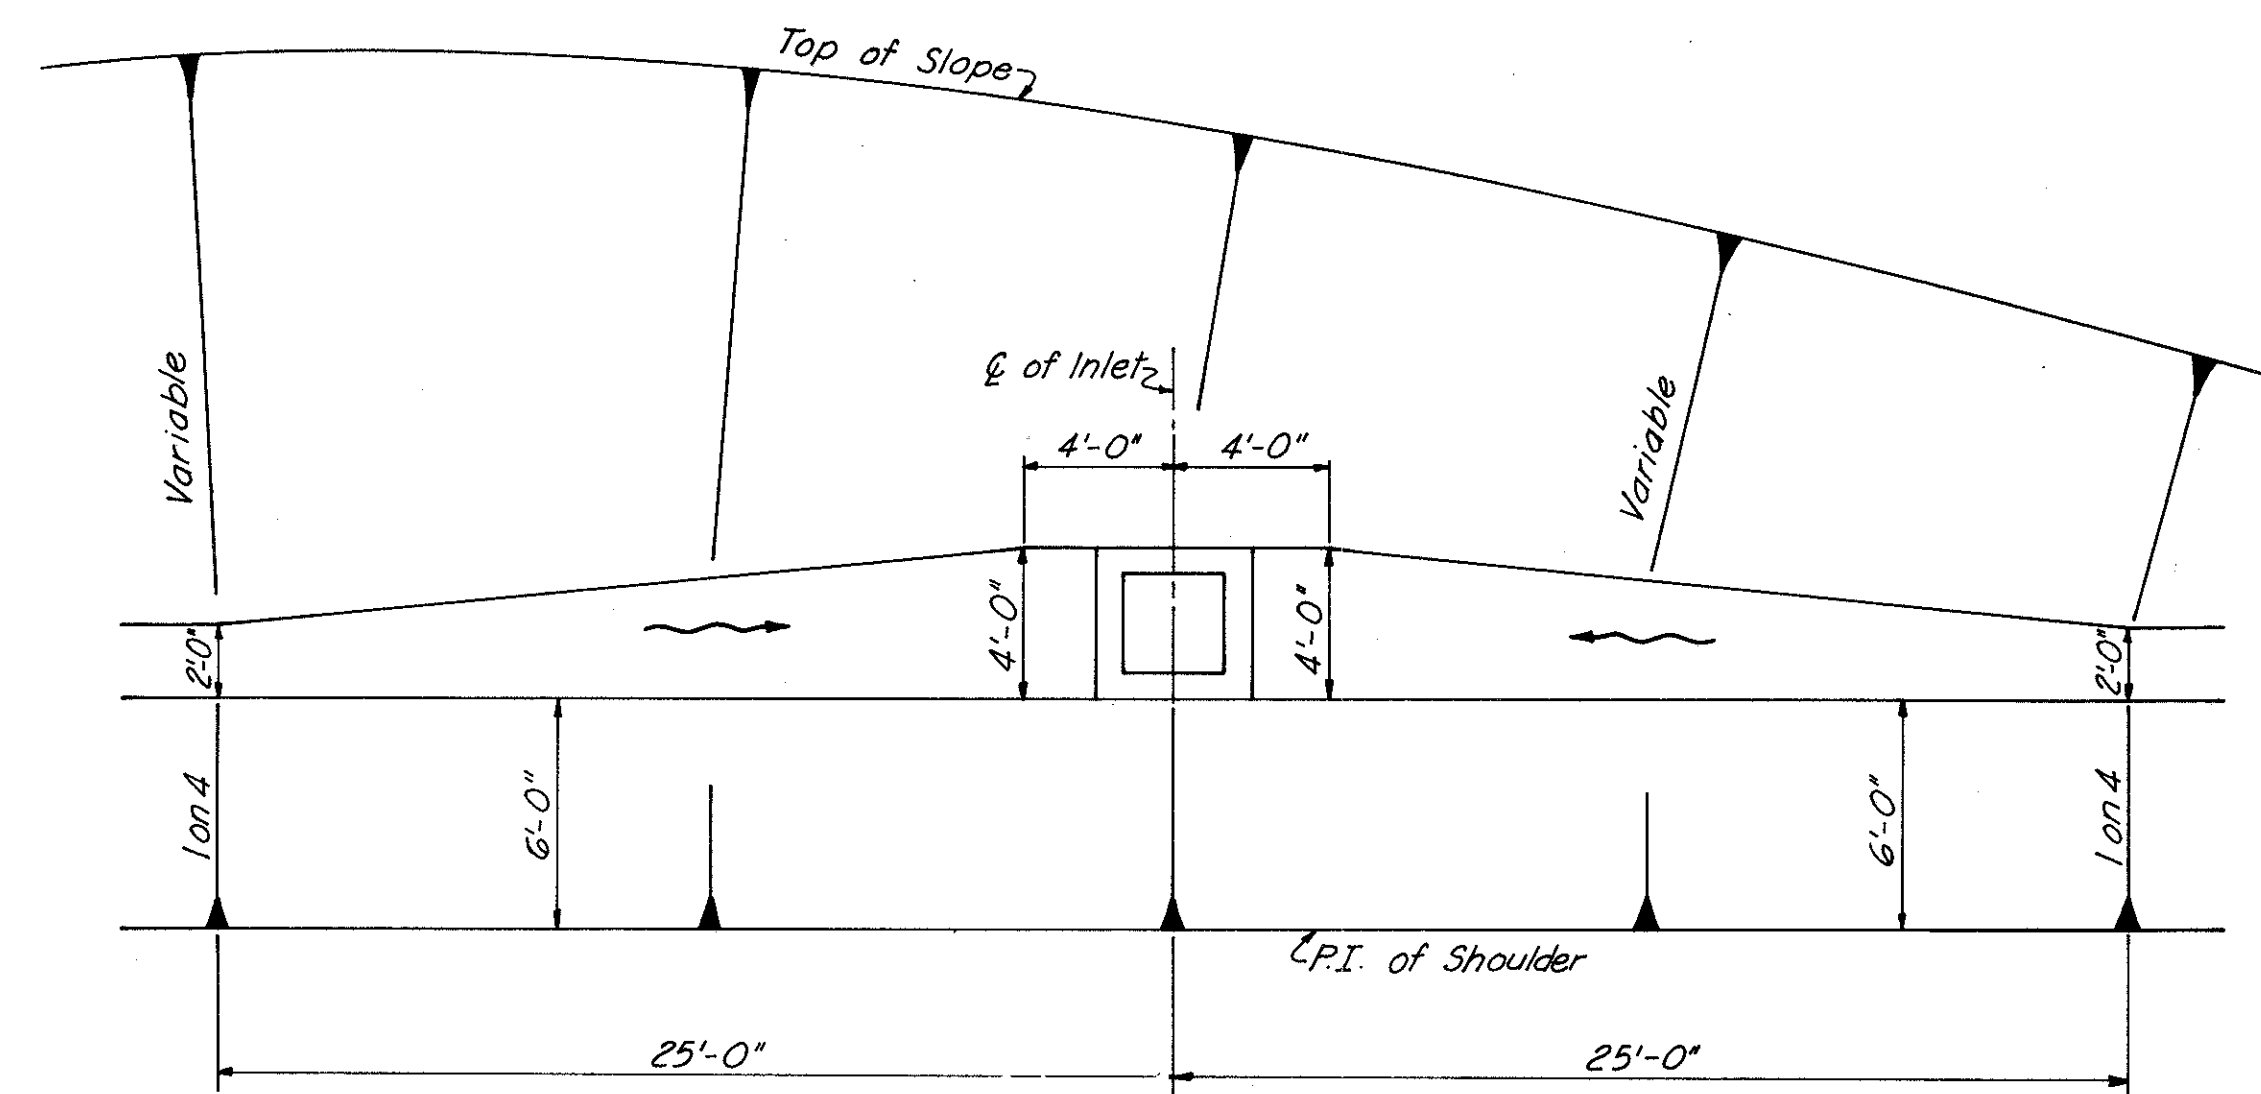 Top of Slope
℄ of Inlet
Variable
Variable
4'-0"
4'-0"
4'-0"
4'-0"
2'-0"
2'-0"
1 on 4
6'-0"
6'-0"
1 on 4
P.I. of Shoulder
25'-0"
25'-0"